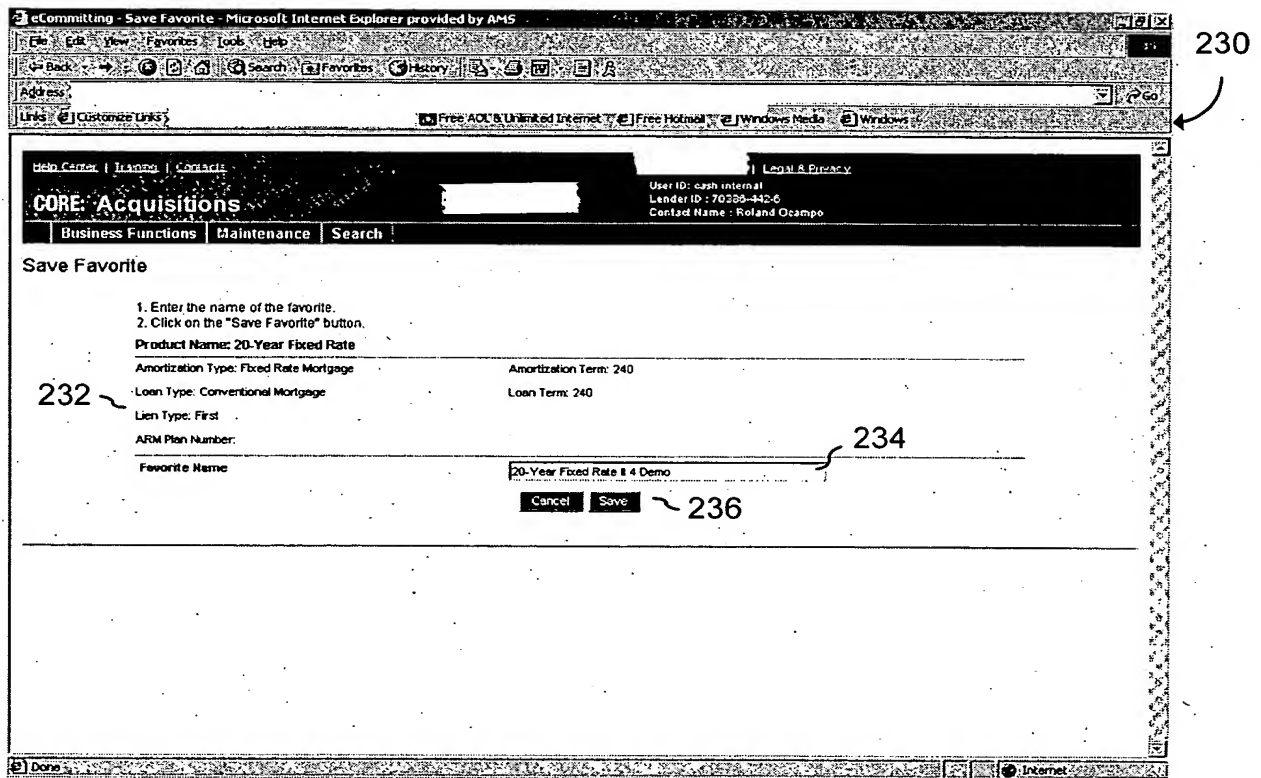 eCommitting - Save Favorite - Microsoft Internet Explorer provided by AMS
File Edit View Favorites Tools Help
230
Back Search Favorites History
Address Go
Links Customize Links Free AOL & Unlimited Internet Free Hotmail Windows Media Windows
Help Center | Training | Contacts | Legal & Privacy
User ID: cash internal
CORE: Acquisitions
Lender ID : 70386-442-6
Contact Name : Roland Ocampo
Business Functions | Maintenance | Search
Save Favorite
1. Enter the name of the favorite.
2. Click on the "Save Favorite" button.
Product Name: 20-Year Fixed Rate
Amortization Type: Fixed Rate Mortgage Amortization Term: 240
232
Loan Type: Conventional Mortgage Loan Term: 240
Lien Type: First
ARM Plan Number:
234
Favorite Name 20-Year Fixed Rate # 4 Demo
Cancel Save 236
Done Internet